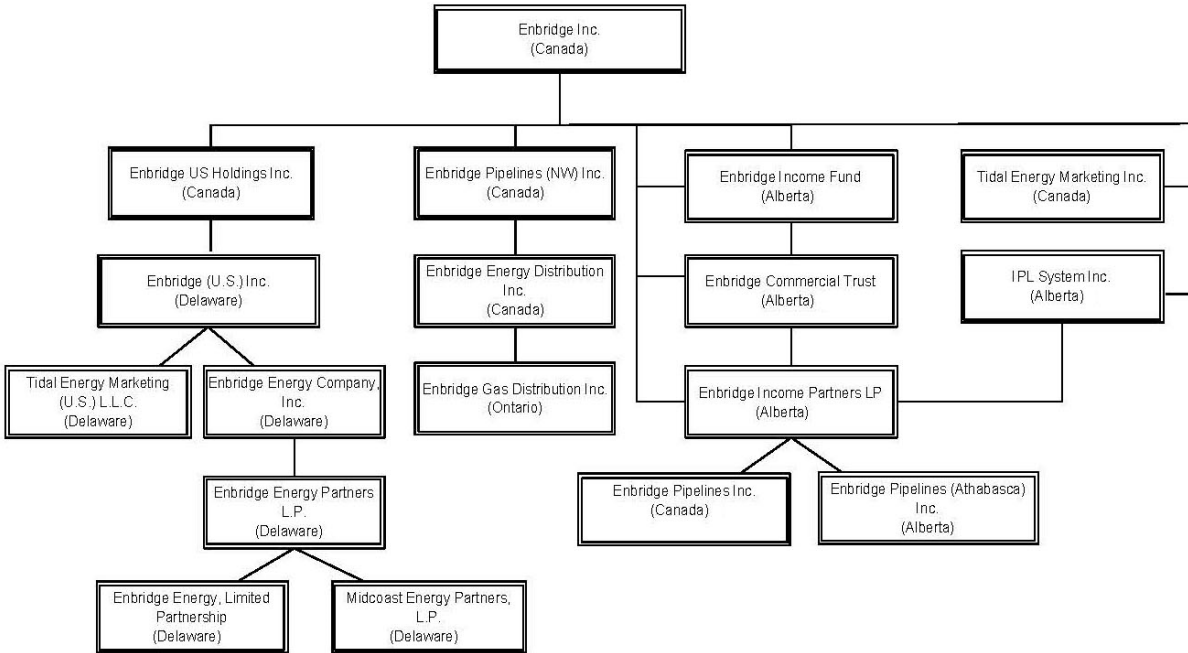 Enbridge Inc.
(Canada)
Enbridge US Holdings Inc.
(Canada)
Enbridge Pipelines (NW) Inc.
(Canada)
Enbridge Income Fund
(Alberta)
Tidal Energy Marketing Inc.
(Canada)
Enbridge (U.S.) Inc.
(Delaware)
Enbridge Energy Distribution
Inc.
(Canada)
Enbridge Commercial Trust
(Alberta)
IPL System Inc.
(Alberta)
Tidal Energy Marketing
(U.S.) L.L.C.
(Delaware)
Enbridge Energy Company,
Inc.
(Delaware)
Enbridge Gas Distribution Inc.
(Ontario)
Enbridge Income Partners LP
(Alberta)
Enbridge Energy Partners
L.P.
(Delaware)
Enbridge Pipelines Inc.
(Canada)
Enbridge Pipelines (Athabasca)
Inc.
(Alberta)
Enbridge Energy, Limited
Partnership
(Delaware)
Midcoast Energy Partners,
L.P.
(Delaware)